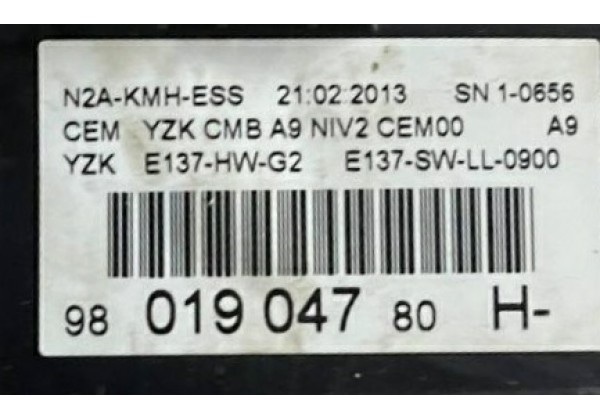 N2A-KMH-ESS 21:02:2013 SN 1-0656
CEM YZK CMB A9 NIV2 CEM00 A9
YZK E137-HW-G2 E137-SW-LL-0900
98 019 047 80 H-